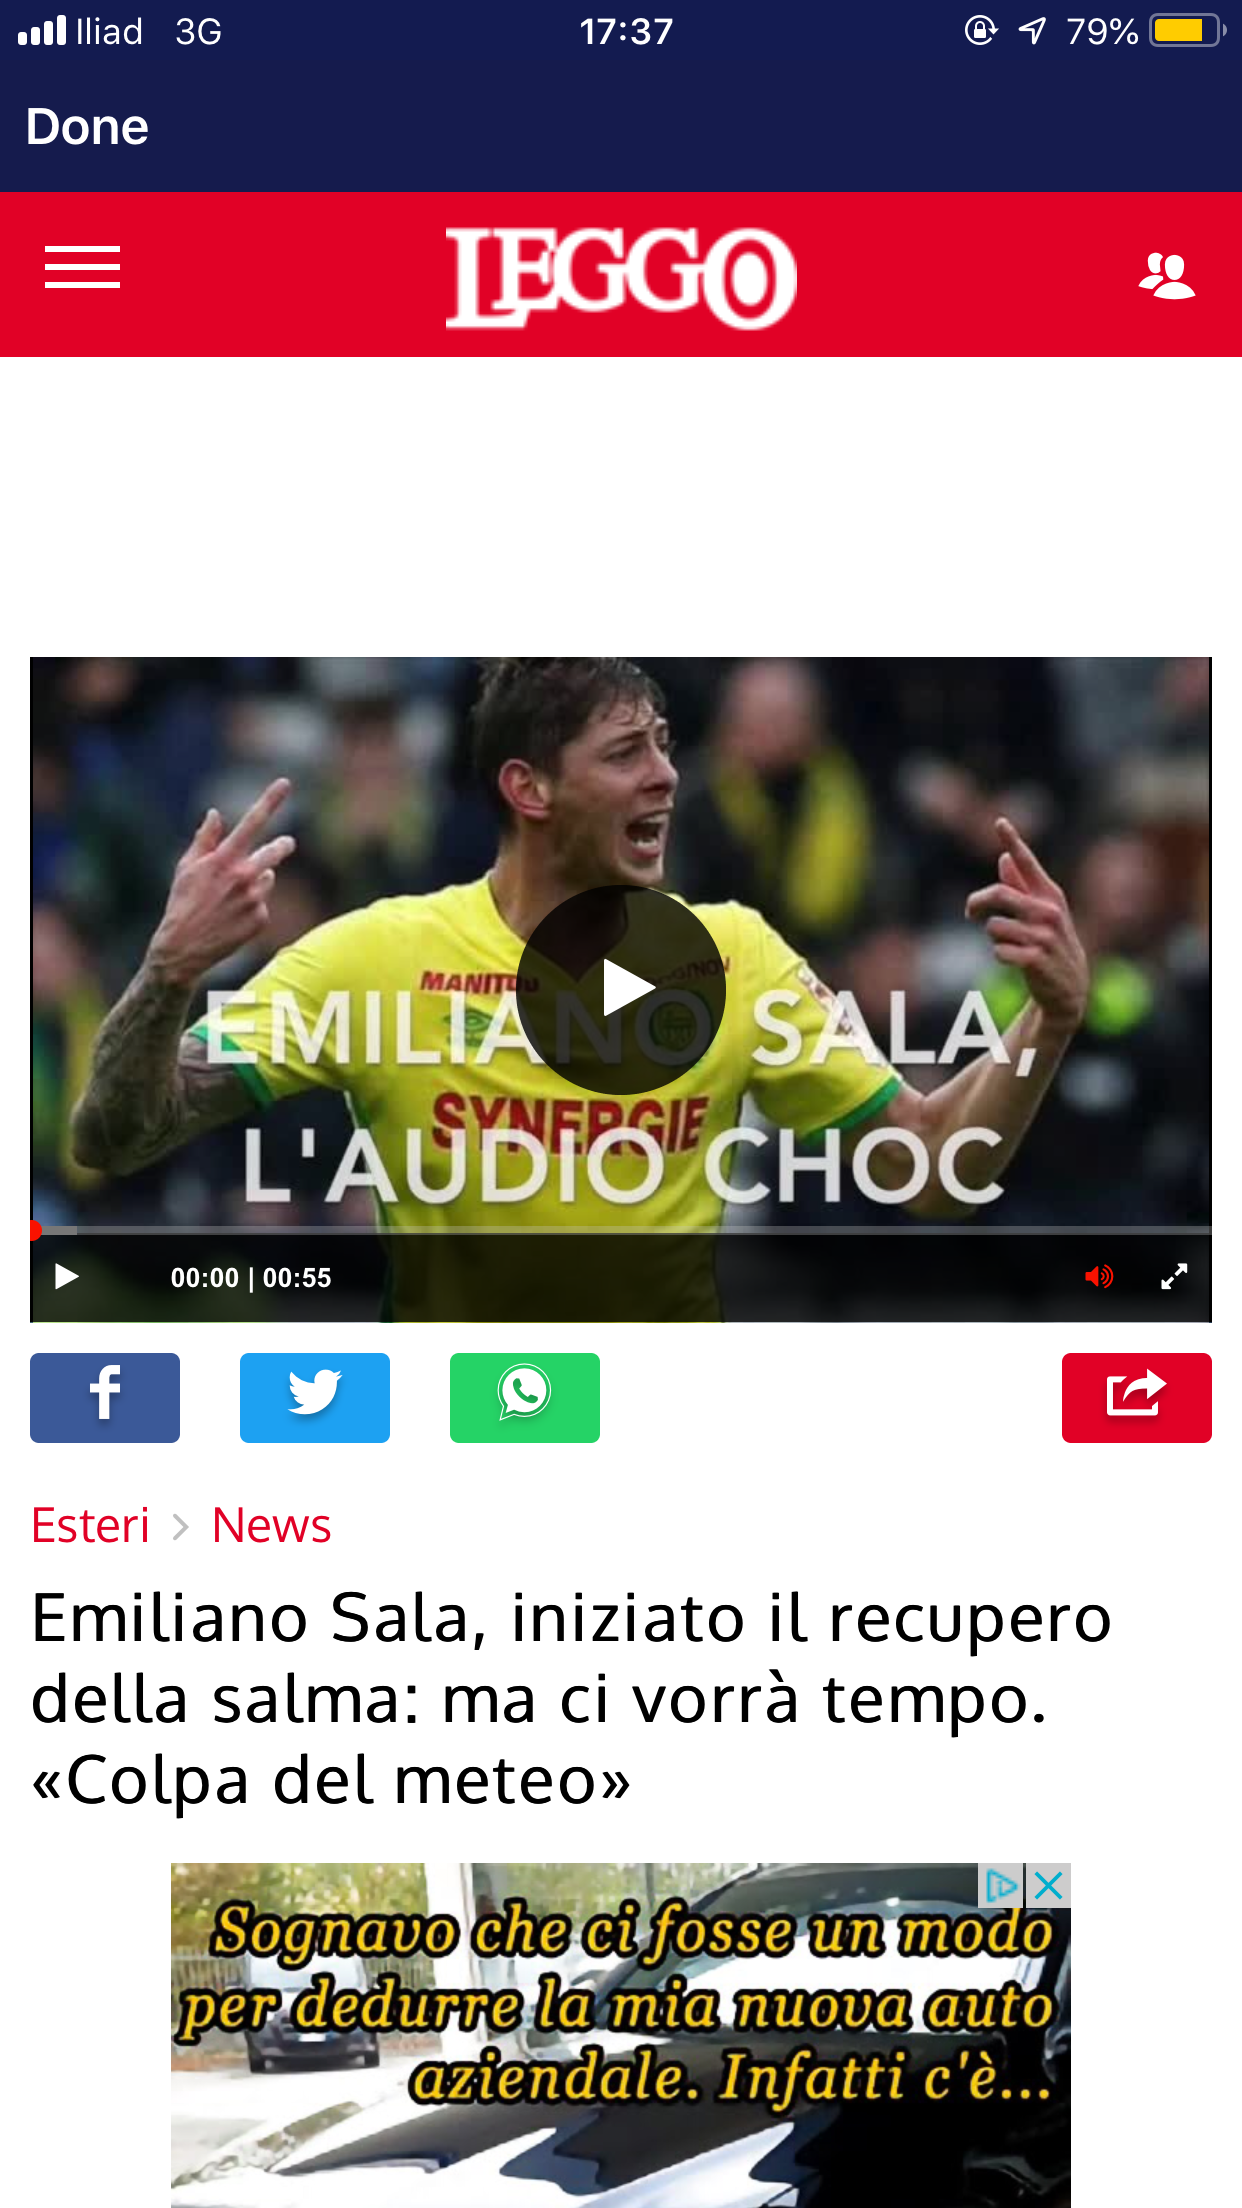 Iliad 3G 17:37 79%
Done
LEGGO
MANITOU
EMILIANO SALA,
SYNERGIE
L'AUDIO CHOC
00:00 | 00:55
Esteri > News
Emiliano Sala, iniziato il recupero
della salma: ma ci vorrà tempo.
«Colpa del meteo»
Sognavo che ci fosse un modo
per dedurre la mia nuova auto
aziendale. Infatti c'è...